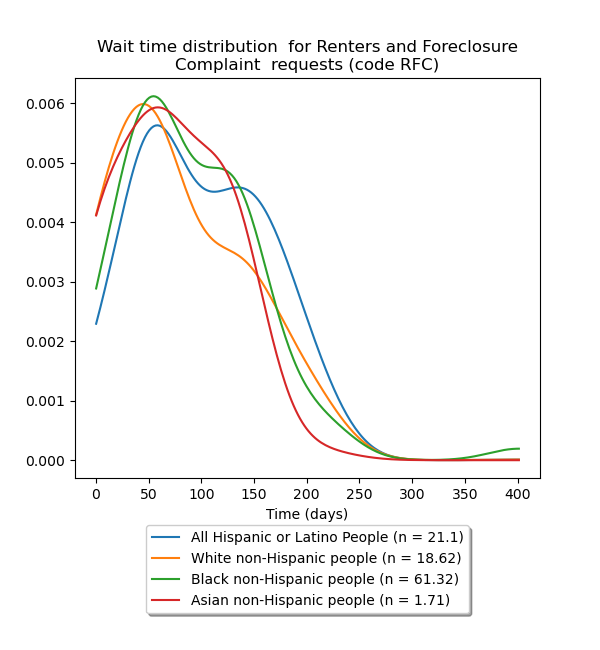 Wait time distribution  for Renters and Foreclosure
Complaint  requests (code RFC)
0.006
0.005
0.004
0.003
0.002
0.001
0.000
0 50 100 150 200 250 300 350 400
Time (days)
All Hispanic or Latino People (n = 21.1)
White non-Hispanic people (n = 18.62)
Black non-Hispanic people (n = 61.32)
Asian non-Hispanic people (n = 1.71)